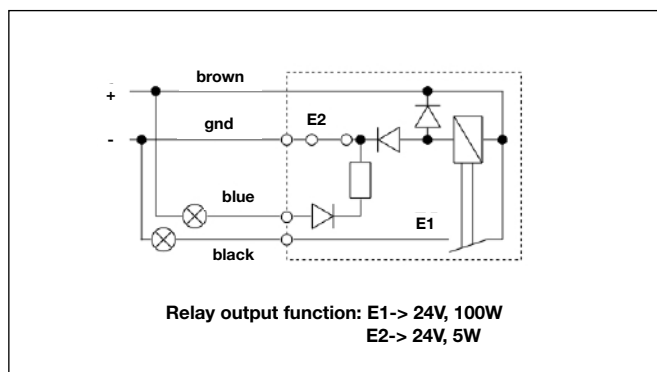 brown
+
gnd
E2
-
blue
E1
black
Relay output function: E1-> 24V, 100W
E2-> 24V, 5W